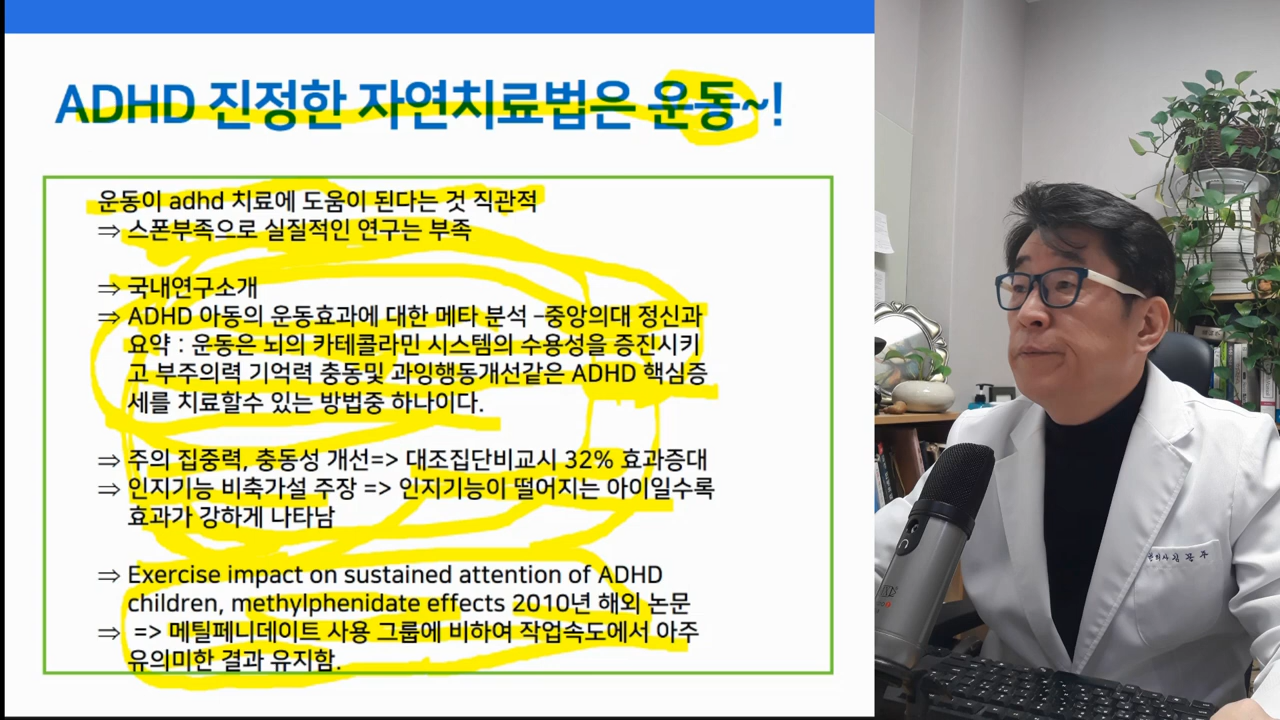 ADHD 진정한 자연치료법은 운동~!
운동이 adhd 치료에 도움이 된다는 것 직관적
⇒ 스폰부족으로 실질적인 연구는 부족
⇒ 국내연구소개
⇒ ADHD 아동의 운동효과에 대한 메타 분석 –중앙의대 정신과
요약 : 운동은 뇌의 카테콜라민 시스템의 수용성을 증진시키
고 부주의력 기억력 충동및 과잉행동개선같은 ADHD 핵심증
세를 치료할수 있는 방법중 하나이다.
⇒ 주의 집중력, 충동성 개선=> 대조집단비교시 32% 효과증대
⇒ 인지기능 비축가설 주장 => 인지기능이 떨어지는 아이일수록
효과가 강하게 나타남
⇒ Exercise impact on sustained attention of ADHD
children, methylphenidate effects 2010년 해외 논문
⇒ => 메틸페니데이트 사용 그룹에 비하여 작업속도에서 아주
유의미한 결과 유지함.